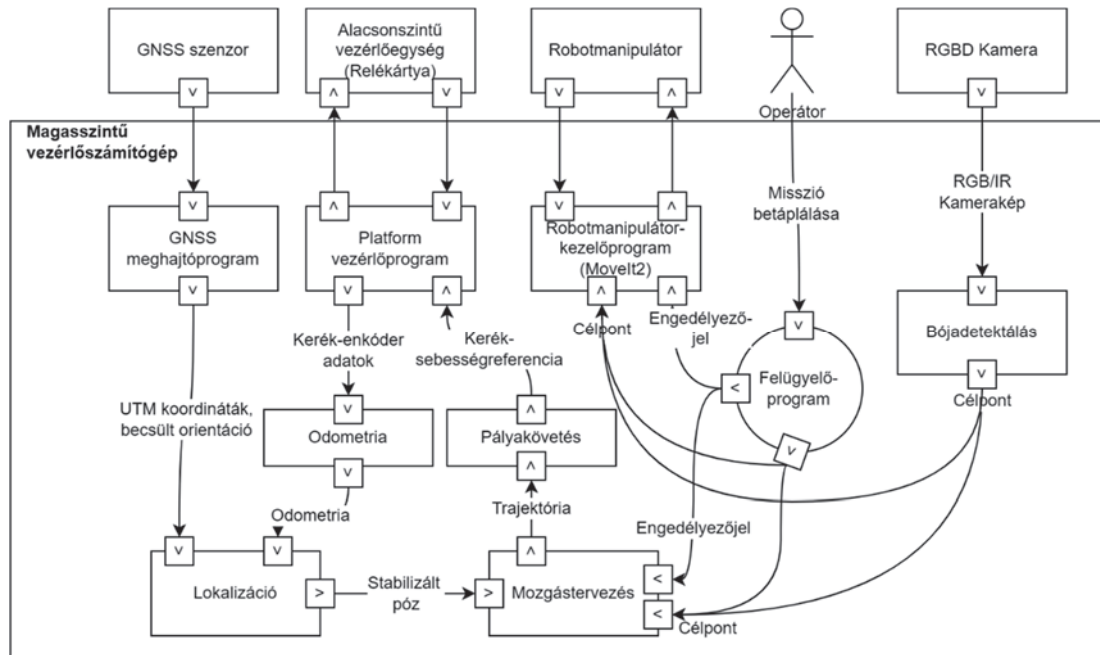 GNSS szenzor
Alacsonszintű
vezérlőegység
(Relékártya)
Robotmanipulátor
Operátor
RGBD Kamera
Magasszintű
vezérlőszámítógép
Misszió
betáplálása
RGB/IR
Kamerakép
GNSS
meghajtóprogram
Platform
vezérlőprogram
Robotmanipulátor-
kezelőprogram
(MoveIt2)
Kerék-enkóder
adatok
Kerék-
sebességreferencia
Célpont
Engedélyező-
jel
Felügyelő-
program
Bójadetektálás
Célpont
UTM koordináták,
becsült orientáció
Odometria
Pályakövetés
Odometria
Trajektória
Engedélyezőjel
Lokalizáció
Stabilizált
póz
Mozgástervezés
Célpont